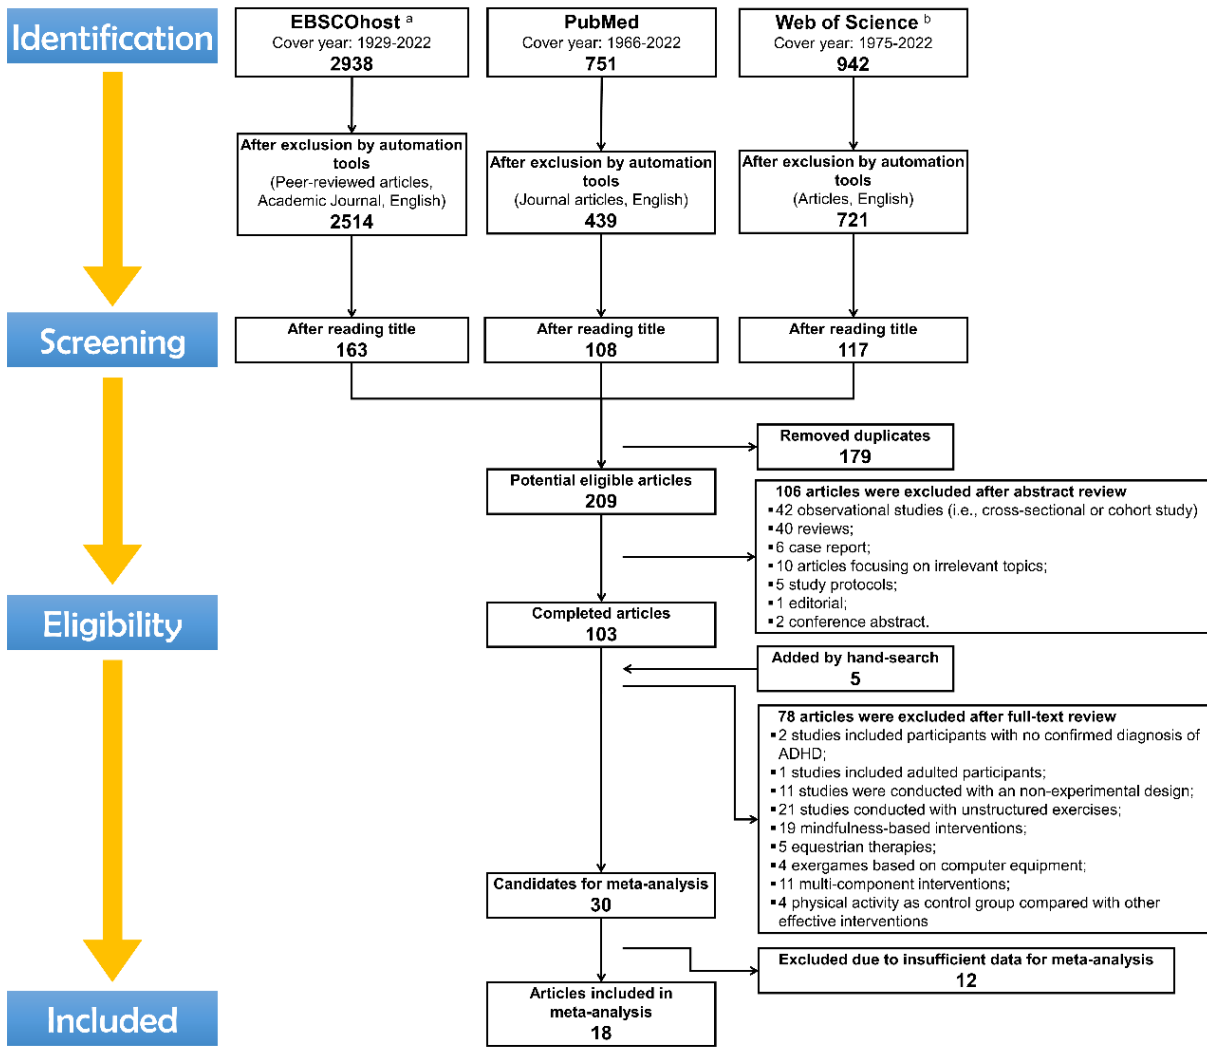 Identification
EBSCOhost a
Cover year: 1929-2022
2938
PubMed
Cover year: 1966-2022
751
Web of Science b
Cover year: 1975-2022
942
After exclusion by automation
tools
(Peer-reviewed articles,
Academic Journal, English)
2514
After exclusion by automation
tools
(Journal articles, English)
439
After exclusion by automation
tools
(Articles, English)
721
Screening
After reading title
163
After reading title
108
After reading title
117
Removed duplicates
179
Potential eligible articles
209
106 articles were excluded after abstract review
▪42 observational studies (i.e., cross-sectional or cohort study)
▪40 reviews;
▪6 case report;
▪10 articles focusing on irrelevant topics;
▪5 study protocols;
▪1 editorial;
▪2 conference abstract.
Eligibility
Completed articles
103
Added by hand-search
5
78 articles were excluded after full-text review
▪2 studies included participants with no confirmed diagnosis of
ADHD;
▪1 studies included adulted participants;
▪11 studies were conducted with an non-experimental design;
▪21 studies conducted with unstructured exercises;
▪19 mindfulness-based interventions;
▪5 equestrian therapies;
▪4 exergames based on computer equipment;
▪11 multi-component interventions;
▪4 physical activity as control group compared with other
effective interventions
Candidates for meta-analysis
30
Excluded due to insufficient data for meta-analysis
12
Included
Articles included in
meta-analysis
18